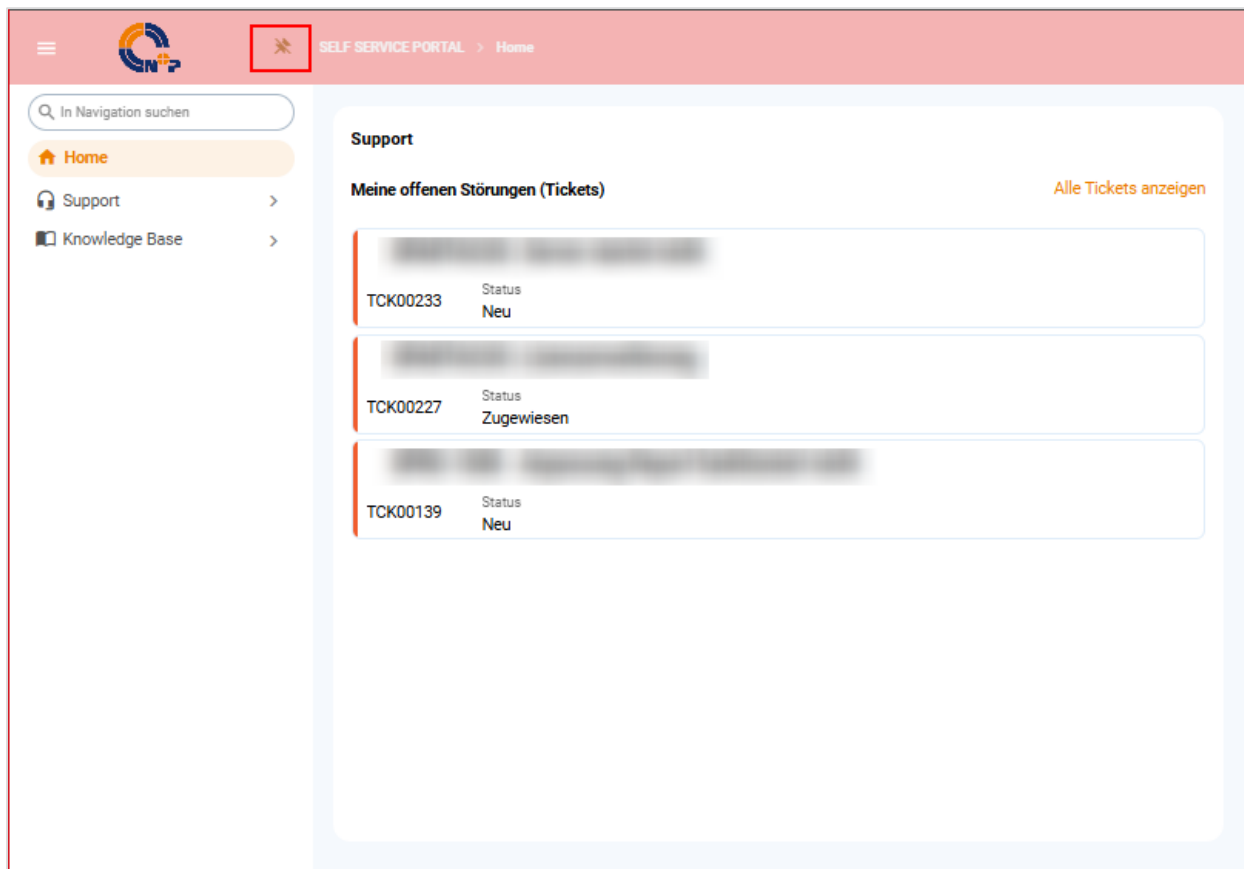 N+P
SELF SERVICE PORTAL > Home
In Navigation suchen
Home
Support
Knowledge Base
Support
Meine offenen Störungen (Tickets)
Alle Tickets anzeigen
TCK00233
Status
Neu
TCK00227
Status
Zugewiesen
TCK00139
Status
Neu